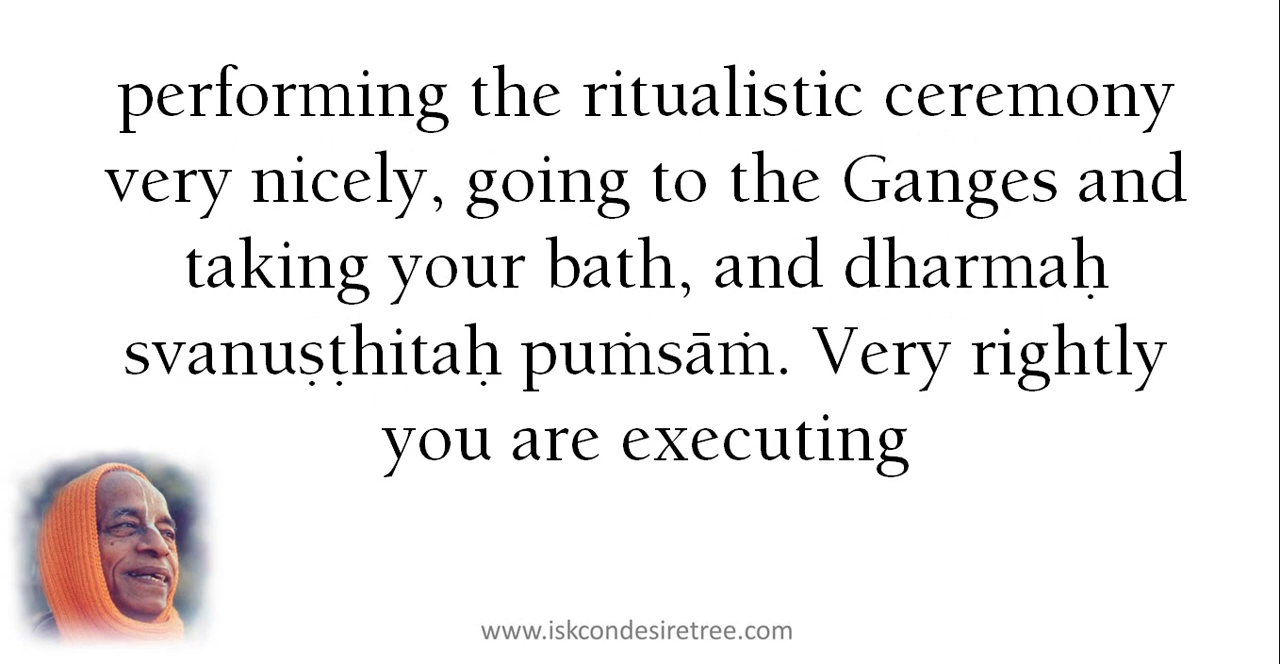 performing the ritualistic ceremony
very nicely, going to the Ganges and
taking your bath, and dharmaḥ
svanuṣṭhitaḥ puṁsāṁ. Very rightly
you are executing
www.iskcondesiretree.com